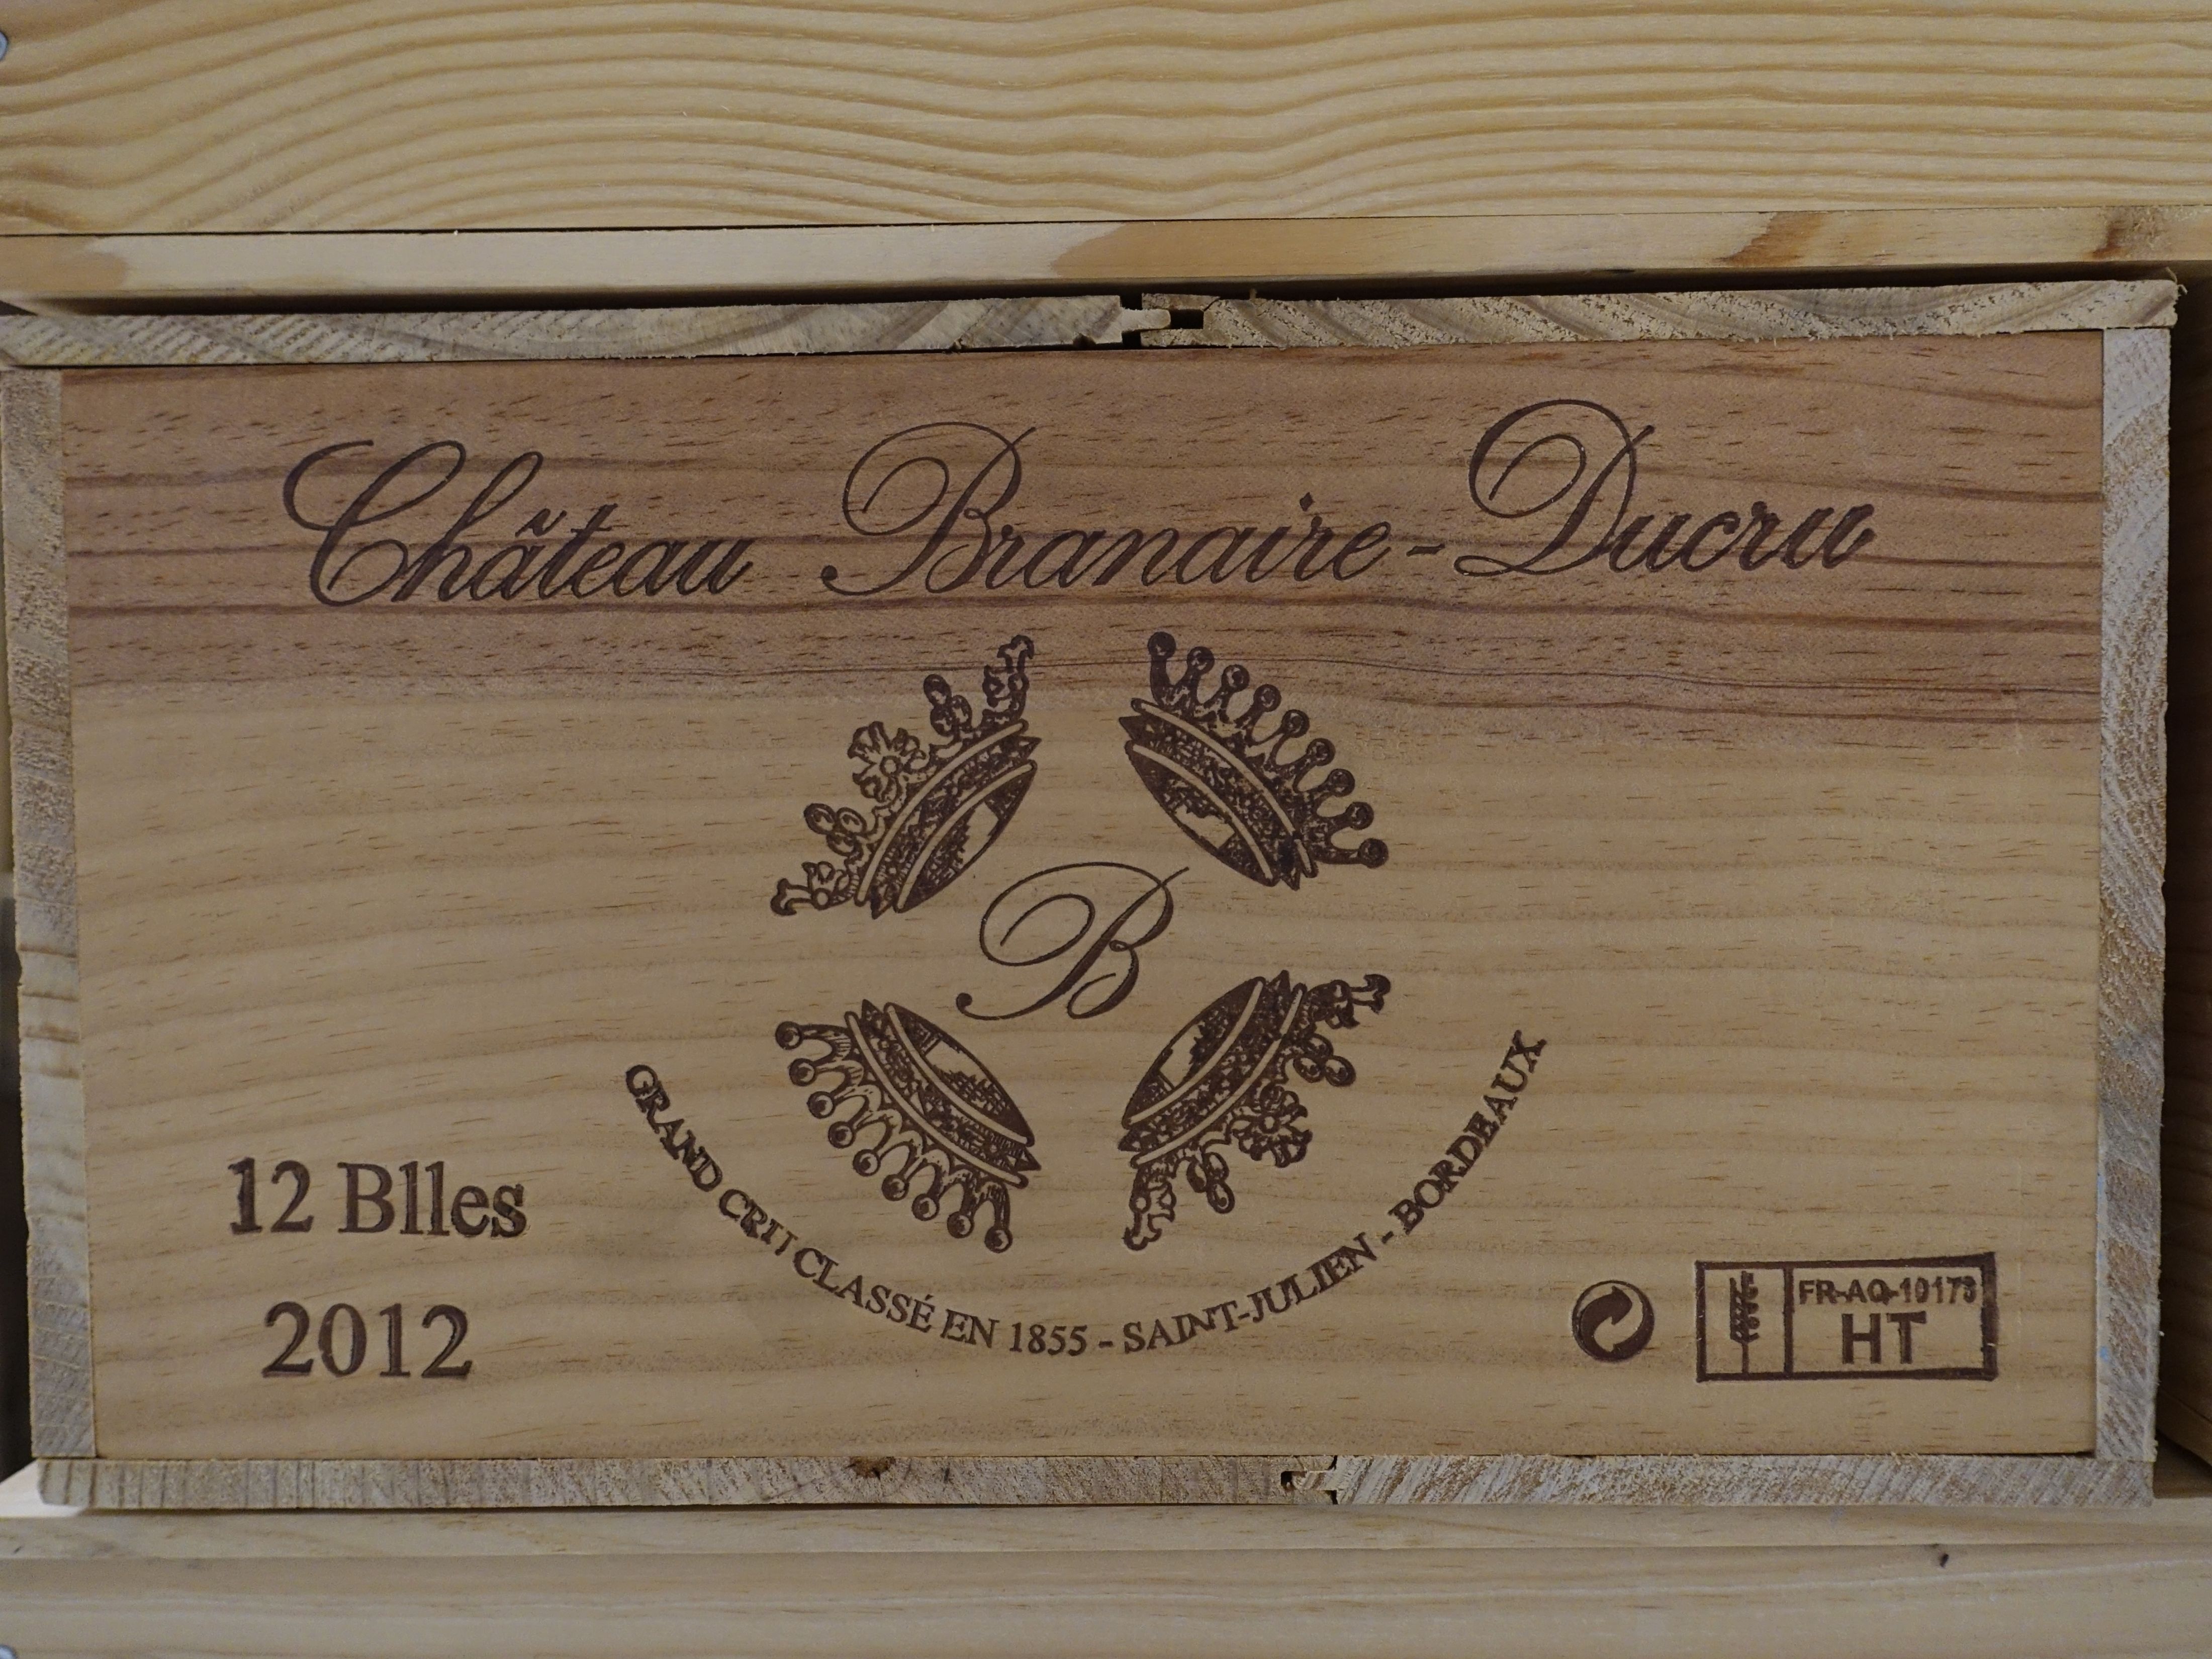 Château Branaire-Ducru
B
GRAND CRU CLASSÉ EN 1855 - SAINT-JULIEN - BORDEAUX
12 Blles
2012
FR-AQ-10173
HT